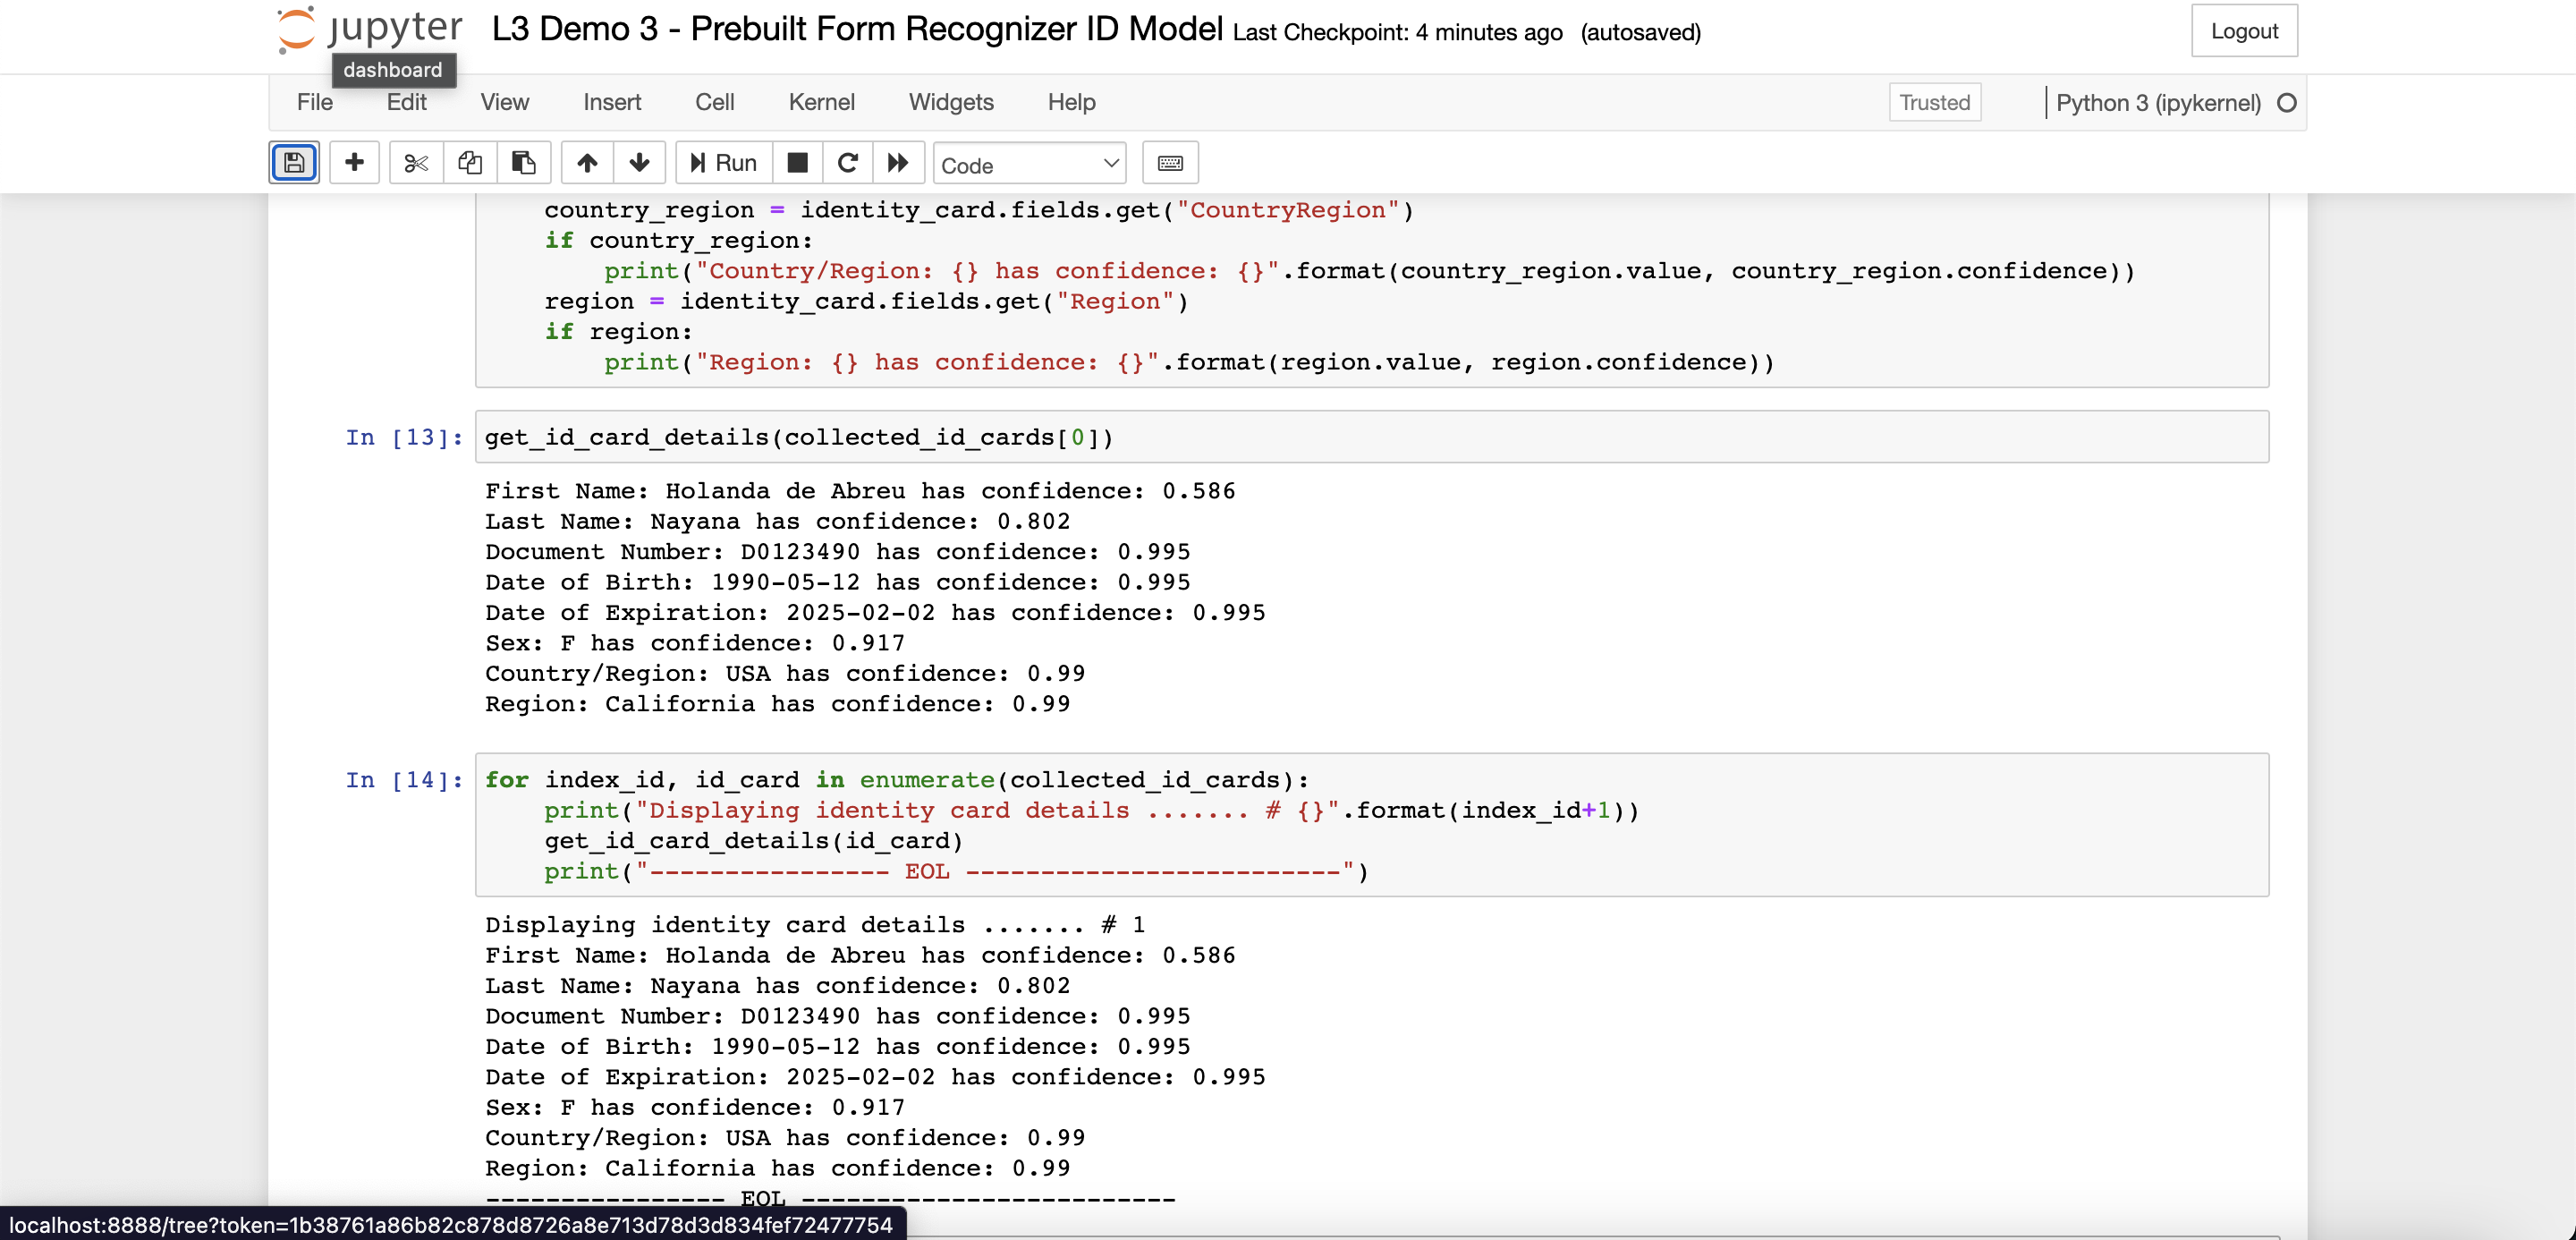 jupyter L3 Demo 3 - Prebuilt Form Recognizer ID Model Last Checkpoint: 4 minutes ago (autosaved) Logout
dashboard
File Edit View Insert Cell Kernel Widgets Help Trusted Python 3 (ipykernel)
Run Code
country_region = identity_card.fields.get("CountryRegion")
if country_region:
print("Country/Region: {} has confidence: {}".format(country_region.value, country_region.confidence))
region = identity_card.fields.get("Region")
if region:
print("Region: {} has confidence: {}".format(region.value, region.confidence))
In [13]: get_id_card_details(collected_id_cards[0])
First Name: Holanda de Abreu has confidence: 0.586
Last Name: Nayana has confidence: 0.802
Document Number: D0123490 has confidence: 0.995
Date of Birth: 1990-05-12 has confidence: 0.995
Date of Expiration: 2025-02-02 has confidence: 0.995
Sex: F has confidence: 0.917
Country/Region: USA has confidence: 0.99
Region: California has confidence: 0.99
In [14]: for index_id, id_card in enumerate(collected_id_cards):
print("Displaying identity card details ....... # {}".format(index_id+1))
get_id_card_details(id_card)
print("---------------- EOL -------------------------")
Displaying identity card details ....... # 1
First Name: Holanda de Abreu has confidence: 0.586
Last Name: Nayana has confidence: 0.802
Document Number: D0123490 has confidence: 0.995
Date of Birth: 1990-05-12 has confidence: 0.995
Date of Expiration: 2025-02-02 has confidence: 0.995
Sex: F has confidence: 0.917
Country/Region: USA has confidence: 0.99
Region: California has confidence: 0.99
---------------- EOL -------------------------
localhost:8888/tree?token=1b38761a86b82c878d8726a8e713d78d3d834fef72477754